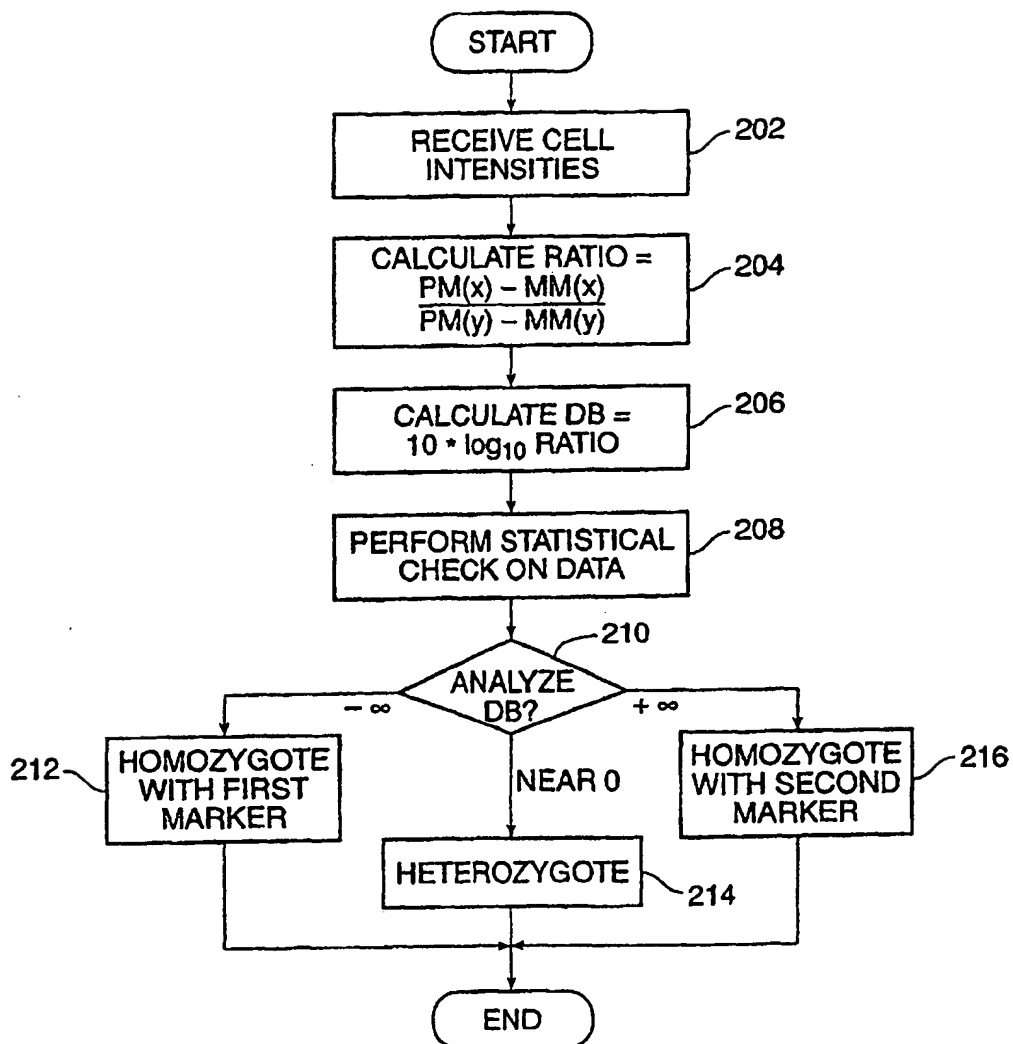 START
RECEIVE CELL
INTENSITIES
202
CALCULATE RATIO =
PM(x) – MM(x)
PM(y) – MM(y)
204
CALCULATE DB =
10 * log₁₀ RATIO
206
PERFORM STATISTICAL
CHECK ON DATA
208
210
ANALYZE
DB?
– ∞
+ ∞
212
HOMOZYGOTE
WITH FIRST
MARKER
NEAR 0
HOMOZYGOTE
WITH SECOND
MARKER
216
HETEROZYGOTE
214
END